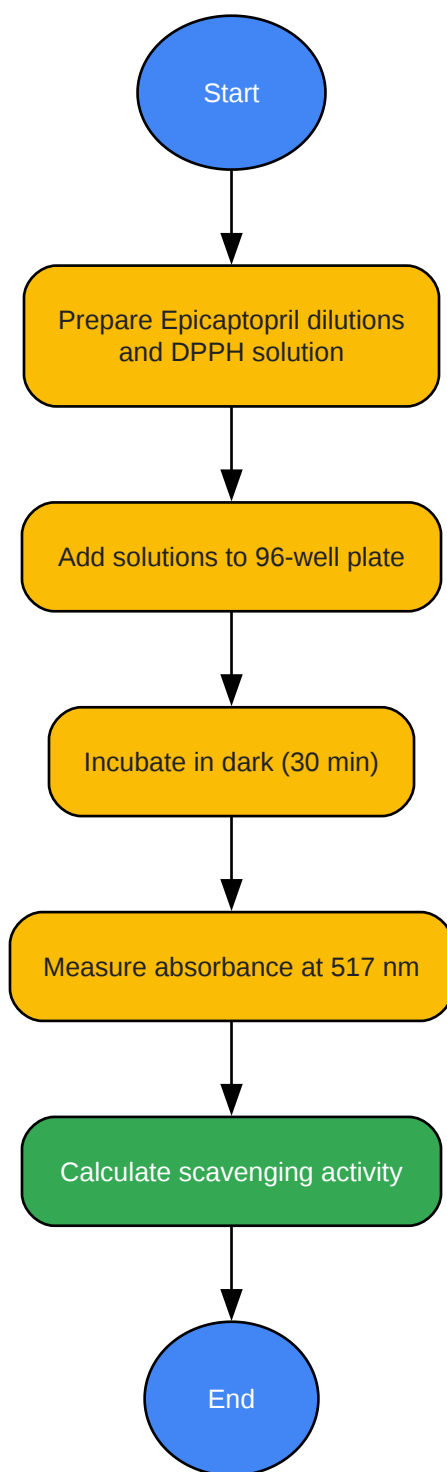 Start
Prepare Epicaptopril dilutions
and DPPH solution
Add solutions to 96-well plate
Incubate in dark (30 min)
Measure absorbance at 517 nm
Calculate scavenging activity
End